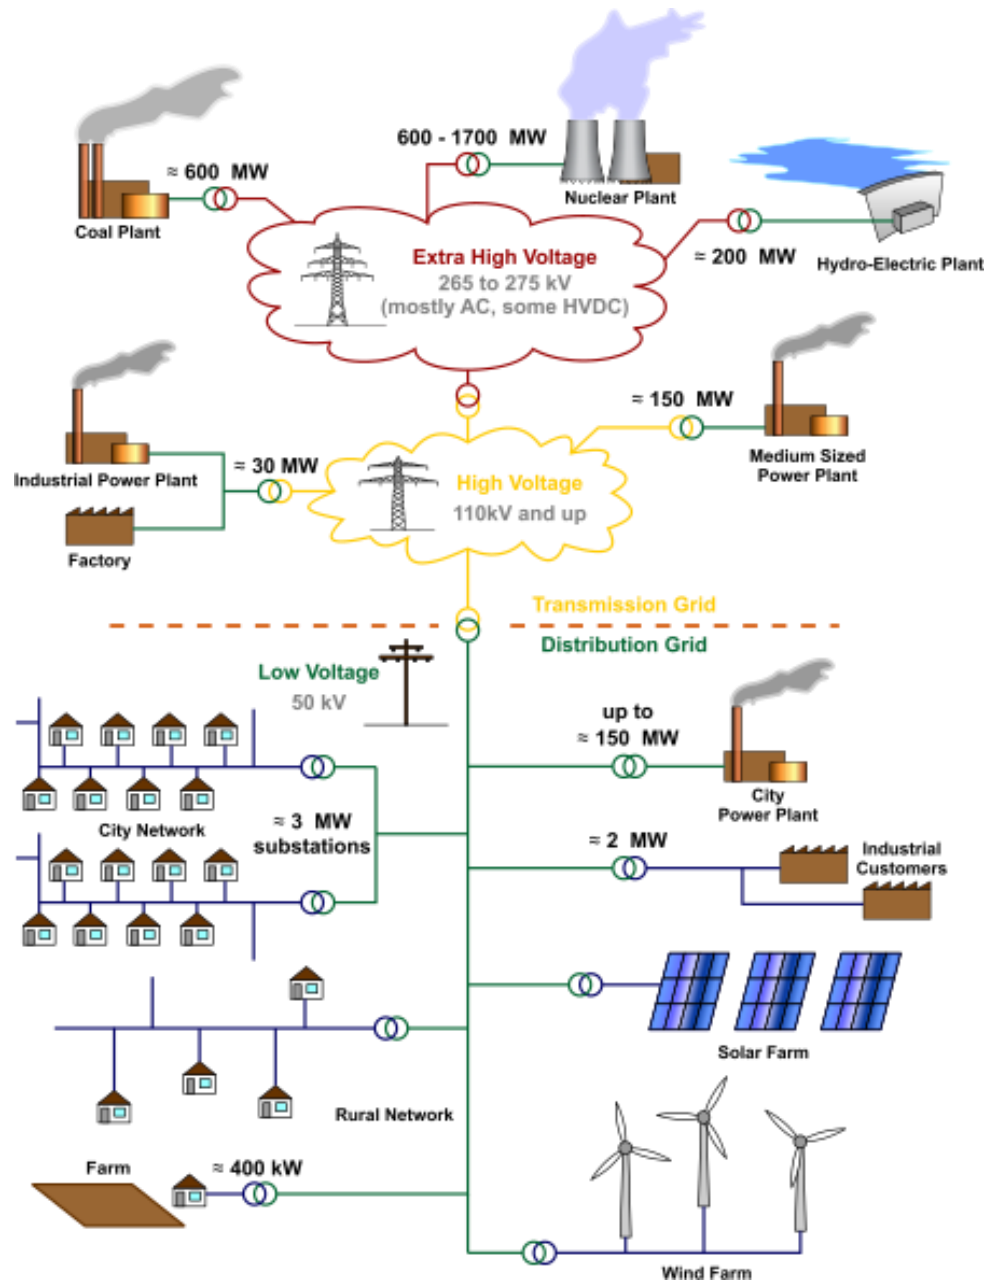 600 - 1700  MW
≈ 600  MW
Nuclear Plant
Coal Plant
≈ 200  MW
Hydro-Electric Plant
Extra High Voltage
265 to 275 kV
(mostly AC, some HVDC)
≈ 150  MW
Medium Sized
Power Plant
Industrial Power Plant
≈ 30 MW
High Voltage
110kV and up
Factory
Transmission Grid
Distribution Grid
Low Voltage
50 kV
up to
≈ 150  MW
City
Power Plant
City Network
≈ 3  MW
substations
≈ 2  MW
Industrial
Customers
Solar Farm
Rural Network
Farm
≈ 400 kW
Wind Farm